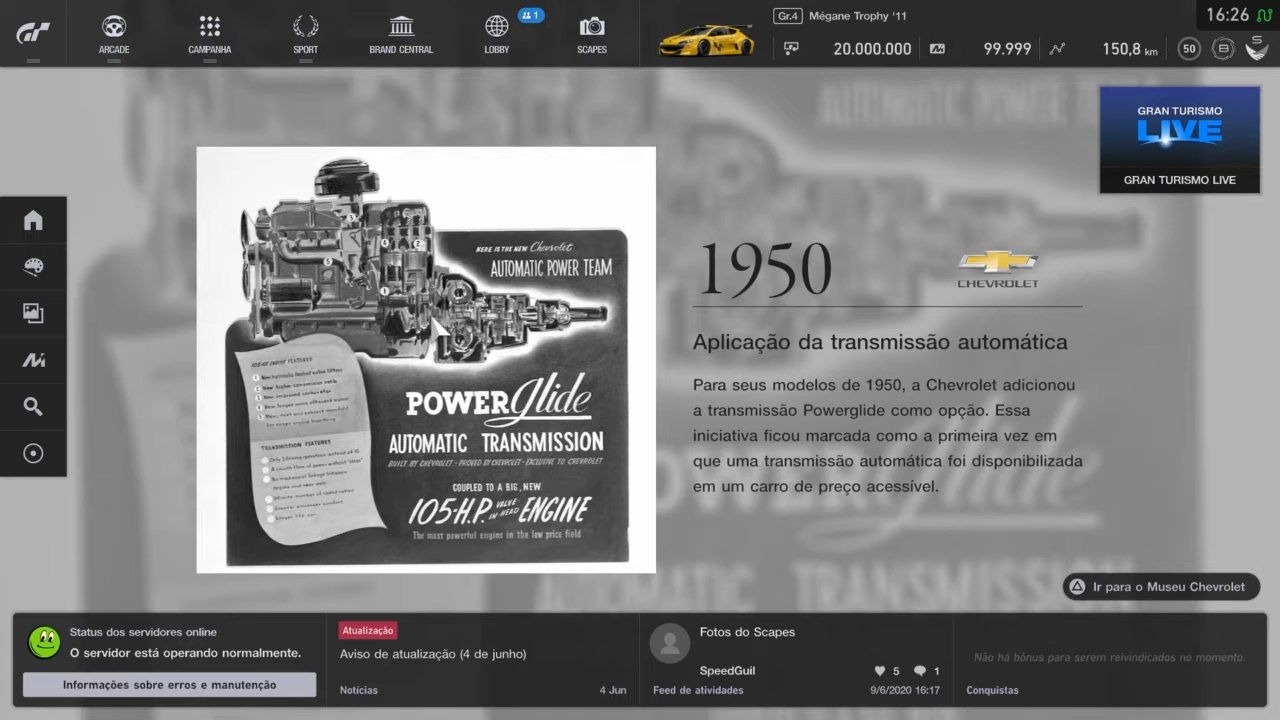 ARCADE
CAMPANHA
SPORT
BRAND CENTRAL
LOBBY
1
SCAPES
Gr.4 Mégane Trophy '11
20.000.000
99.999
150,8 km
50
B
S
16:26
GRAN TURISMO
LIVE
GRAN TURISMO LIVE
HERE IS THE NEW Chevrolet
AUTOMATIC POWER TEAM
POWERglide
AUTOMATIC TRANSMISSION
BUILT BY CHEVROLET - PROVED BY CHEVROLET - EXCLUSIVE TO CHEVROLET
COUPLED TO A BIG, NEW
105-H.P. VALVE IN HEAD ENGINE
The most powerful engine in the low price field
TRANSMISSION FEATURES
1950
CHEVROLET
Aplicação da transmissão automática
Para seus modelos de 1950, a Chevrolet adicionou
a transmissão Powerglide como opção. Essa
iniciativa ficou marcada como a primeira vez em
que uma transmissão automática foi disponibilizada
em um carro de preço acessível.
Ir para o Museu Chevrolet
Status dos servidores online
O servidor está operando normalmente.
Informações sobre erros e manutenção
Atualização
Aviso de atualização (4 de junho)
Notícias
4 Jun
Fotos do Scapes
SpeedGuil
5
1
Feed de atividades
9/6/2020 16:17
Não há bônus para serem reivindicados no momento.
Conquistas